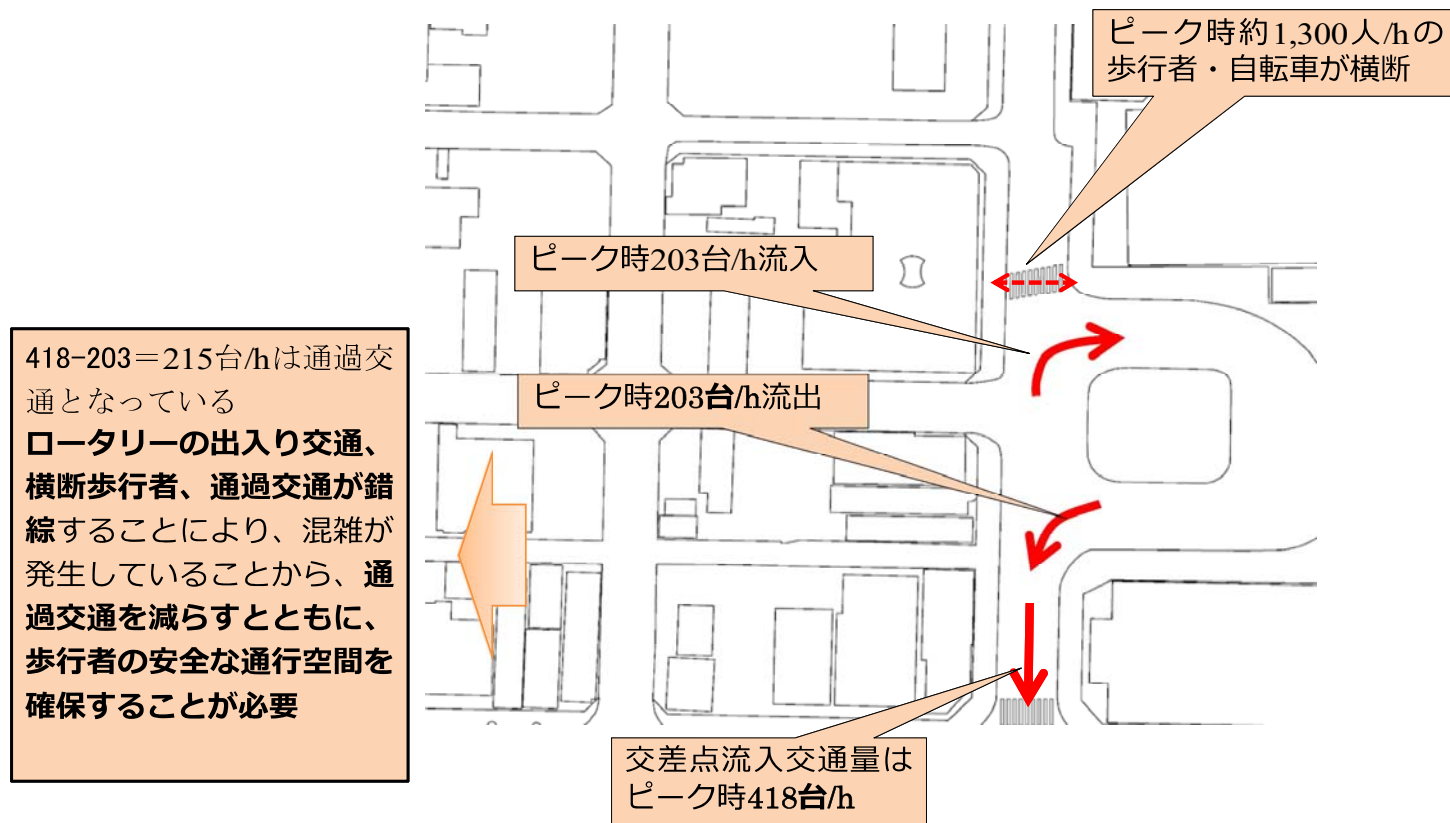 ピーク時約1,300人/hの
歩行者・自転車が横断
ピーク時203台/h流入
ピーク時203台/h流出
418-203＝215台/hは通過交
通となっている
ロータリーの出入り交通、
横断歩行者、通過交通が錯
綜することにより、混雑が
発生していることから、通
過交通を減らすとともに、
歩行者の安全な通行空間を
確保することが必要
交差点流入交通量は
ピーク時418台/h